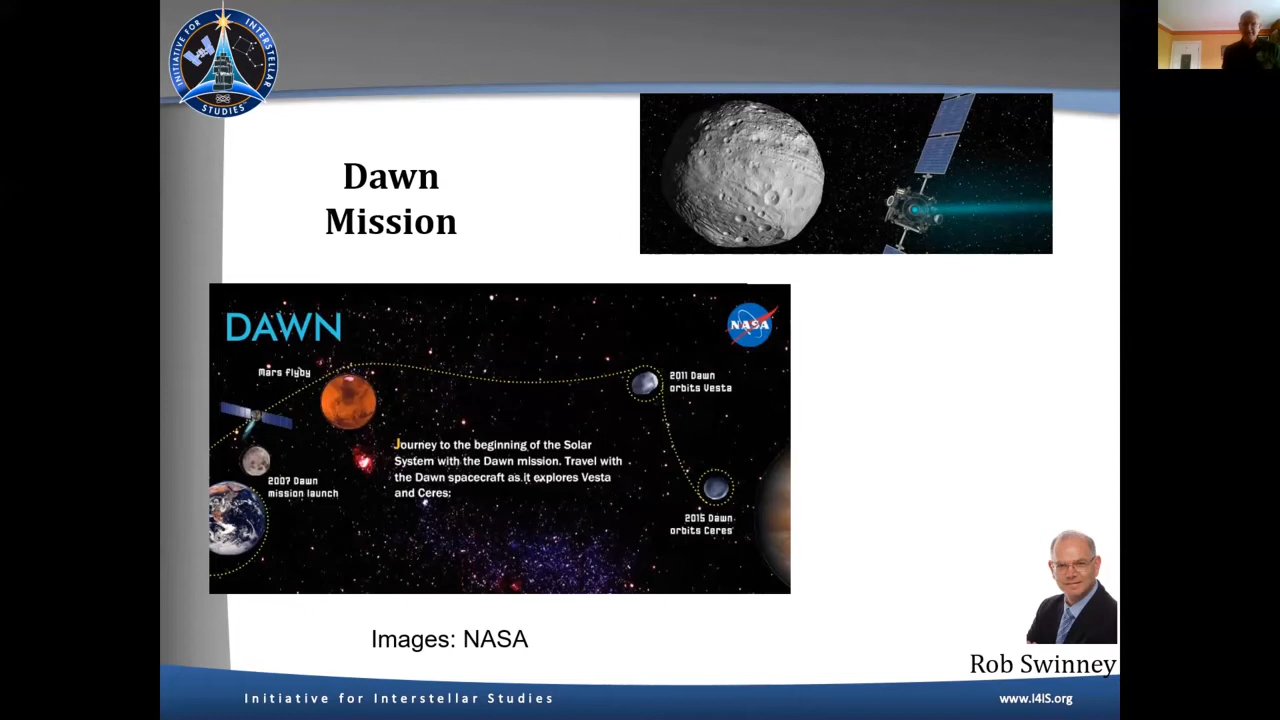 INITIATIVE FOR INTERSTELLAR
STUDIES
Dawn
Mission
DAWN
NASA
Mars flyby
2011 Dawn
orbits Vesta
Journey to the beginning of the Solar
System with the Dawn mission. Travel with
the Dawn spacecraft as it explores Vesta
and Ceres:
2007 Dawn
mission launch
2015 Dawn
orbits Ceres
Images: NASA
Rob Swinney
Initiative for Interstellar Studies
www.I4IS.org